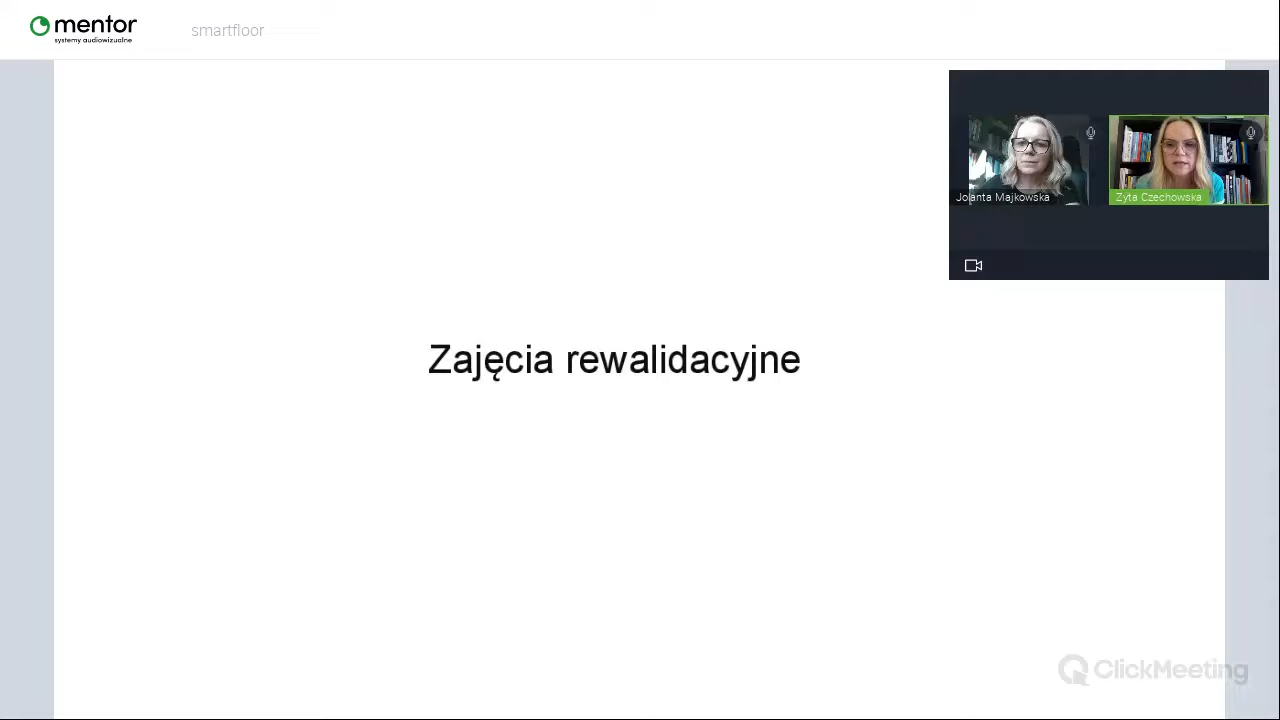 mentor
systemy audiowizualne
smartfloor
Jolanta Majkowska
Zyta Czechowska
Zajęcia rewalidacyjne
ClickMeeting